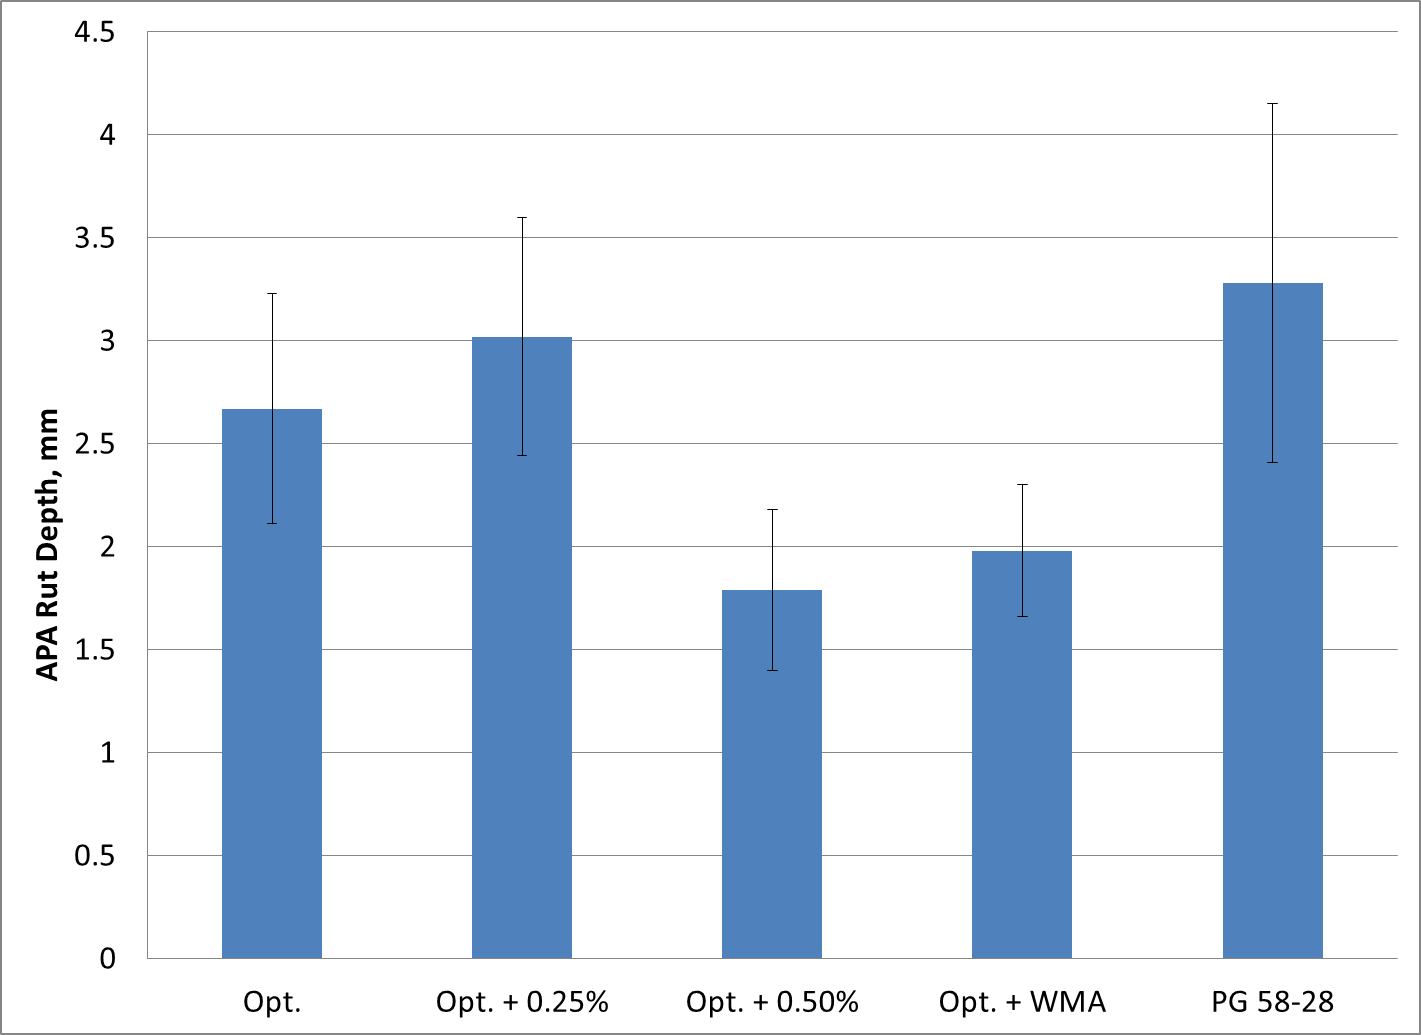 4.5
4
3.5
3
2.5
2
1.5
1
0.5
0
APA Rut Depth, mm
Opt.
Opt. + 0.25%
Opt. + 0.50%
Opt. + WMA
PG 58-28